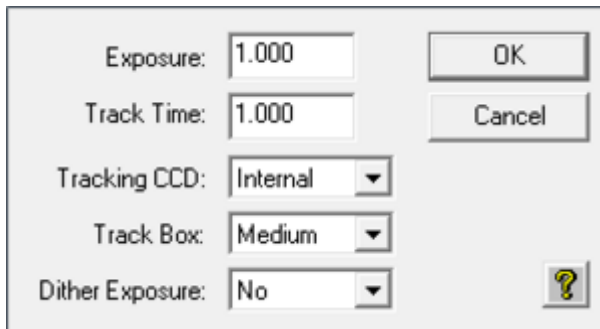 Exposure: 1.000 OK
Track Time: 1.000 Cancel
Tracking CCD: Internal
Track Box: Medium
Dither Exposure: No ?